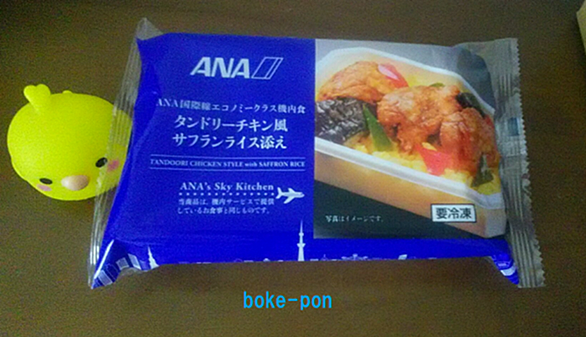 ANA
ANA国際線エコノミークラス機内食
タンドリーチキン風
サフランライス添え
TANDOORI CHICKEN STYLE with SAFFRON RICE
ANA's Sky Kitchen
当商品は、機内サービスで提供
しているお食事と同じものです。
写真はイメージです。
要冷凍
boke-pon